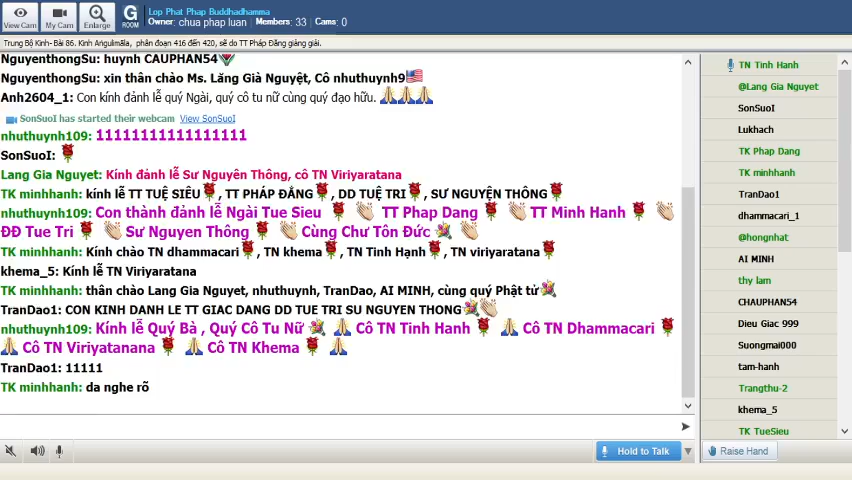 Lop Phat Phap Buddhadhamma
Owner: chua phap luan Members: 33 Cams: 0
View Cam My Cam Enlarge G ROOM
Trung Bộ Kinh- Bài 86. Kinh Angulimāla, phân đoạn 416 đến 420, sẽ do TT Pháp Đăng giảng giải.
NguyenthongSu: huynh CAUPHAN54
NguyenthongSu: xin thân chào Ms. Lăng Già Nguyệt, Cô nhuthuynh9
Anh2604_1: Con kính đảnh lễ quý Ngài, quý cô tu nữ cùng quý đạo hữu.
SonSuoI has started their webcam View SonSuoI
nhuthuynh109: 11111111111111111
SonSuoI:
Lang Gia Nguyet: Kính đảnh lễ Sư Nguyên Thông, cô TN Viriyaratana
TK minhhanh: kính lễ TT TUỆ SIÊU, TT PHÁP ĐĂNG, DD TUỆ TRI, SƯ NGUYỆN THÔNG
nhuthuynh109: Con thành đảnh lễ Ngài Tue Sieu TT Phap Dang TT Minh Hanh
ĐĐ Tue Tri Sư Nguyen Thông Cùng Chư Tôn Đức
TK minhhanh: Kính chào TN dhammacari, TN khema, TN Tinh Hạnh, TN viriyaratana
khema_5: Kính lễ TN Viriyaratana
TK minhhanh: thân chào Lang Gia Nguyet, nhuthuynh, TranDao, AI MINH, cùng quý Phật tử
TranDao1: CON KINH DANH LE TT GIAC DANG DD TUE TRI SU NGUYEN THONG
nhuthuynh109: Kính lễ Quý Bà , Quý Cô Tu Nữ Cô TN Tinh Hanh Cô TN Dhammacari
Cô TN Viriyatanana Cô TN Khema
TranDao1: 11111
TK minhhanh: da nghe rõ
Hold to Talk
TN Tinh Hanh
@Lang Gia Nguyet
SonSuoI
Lukhach
TK Phap Dang
TK minhhanh
TranDao1
dhammacari_1
@hongnhat
AI MINH
thy lam
CHAUPHAN54
Dieu Giac 999
Suongmai000
tam-hanh
Trangthu-2
khema_5
TK TueSieu
Raise Hand